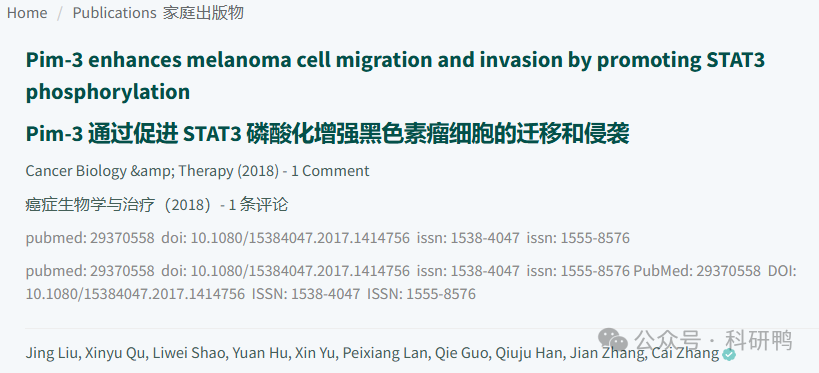 Home / Publications 家庭出版物
Pim-3 enhances melanoma cell migration and invasion by promoting STAT3
phosphorylation
Pim-3 通过促进 STAT3 磷酸化增强黑色素瘤细胞的迁移和侵袭
Cancer Biology &amp; Therapy (2018) - 1 Comment
癌症生物学与治疗（2018）- 1 条评论
pubmed: 29370558 doi: 10.1080/15384047.2017.1414756 issn: 1538-4047 issn: 1555-8576
pubmed: 29370558 doi: 10.1080/15384047.2017.1414756 issn: 1538-4047 issn: 1555-8576 PubMed: 29370558 DOI:
10.1080/15384047.2017.1414756 ISSN: 1538-4047 ISSN: 1555-8576
公众号 · 科研鸭
Jing Liu, Xinyu Qu, Liwei Shao, Yuan Hu, Xin Yu, Peixiang Lan, Qie Guo, Qiuju Han, Jian Zhang, Cai Zhang